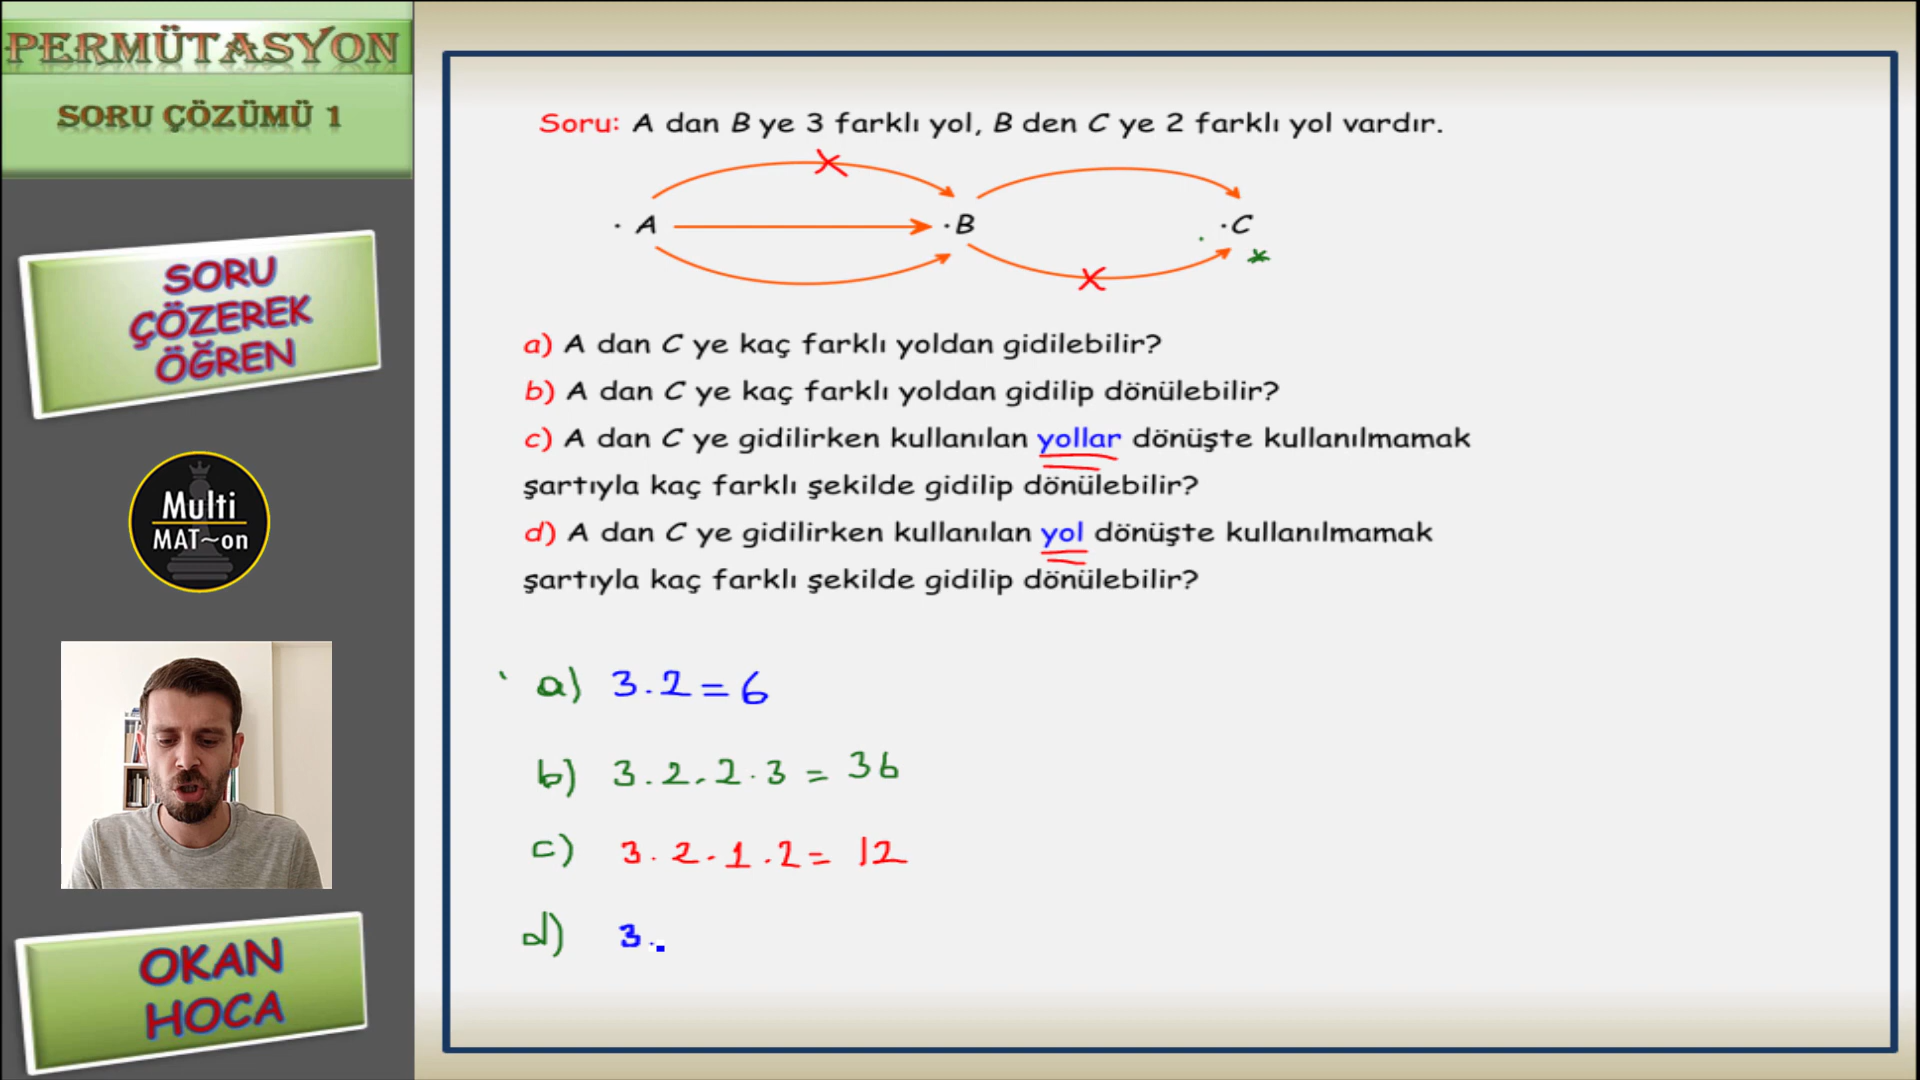 PERMÜTASYON
SORU ÇÖZÜMÜ 1
SORU
ÇÖZEREK
ÖĞREN
Multi
MAT~on
OKAN
HOCA
Soru: A dan B ye 3 farklı yol, B den C ye 2 farklı yol vardır.
· A · B · C
a) A dan C ye kaç farklı yoldan gidilebilir?
b) A dan C ye kaç farklı yoldan gidilip dönülebilir?
c) A dan C ye gidilirken kullanılan yollar dönüşte kullanılmamak
şartıyla kaç farklı şekilde gidilip dönülebilir?
d) A dan C ye gidilirken kullanılan yol dönüşte kullanılmamak
şartıyla kaç farklı şekilde gidilip dönülebilir?
a) 3.2=6
b) 3.2.2.3 = 36
c) 3.2.1.2= 12
d) 3.